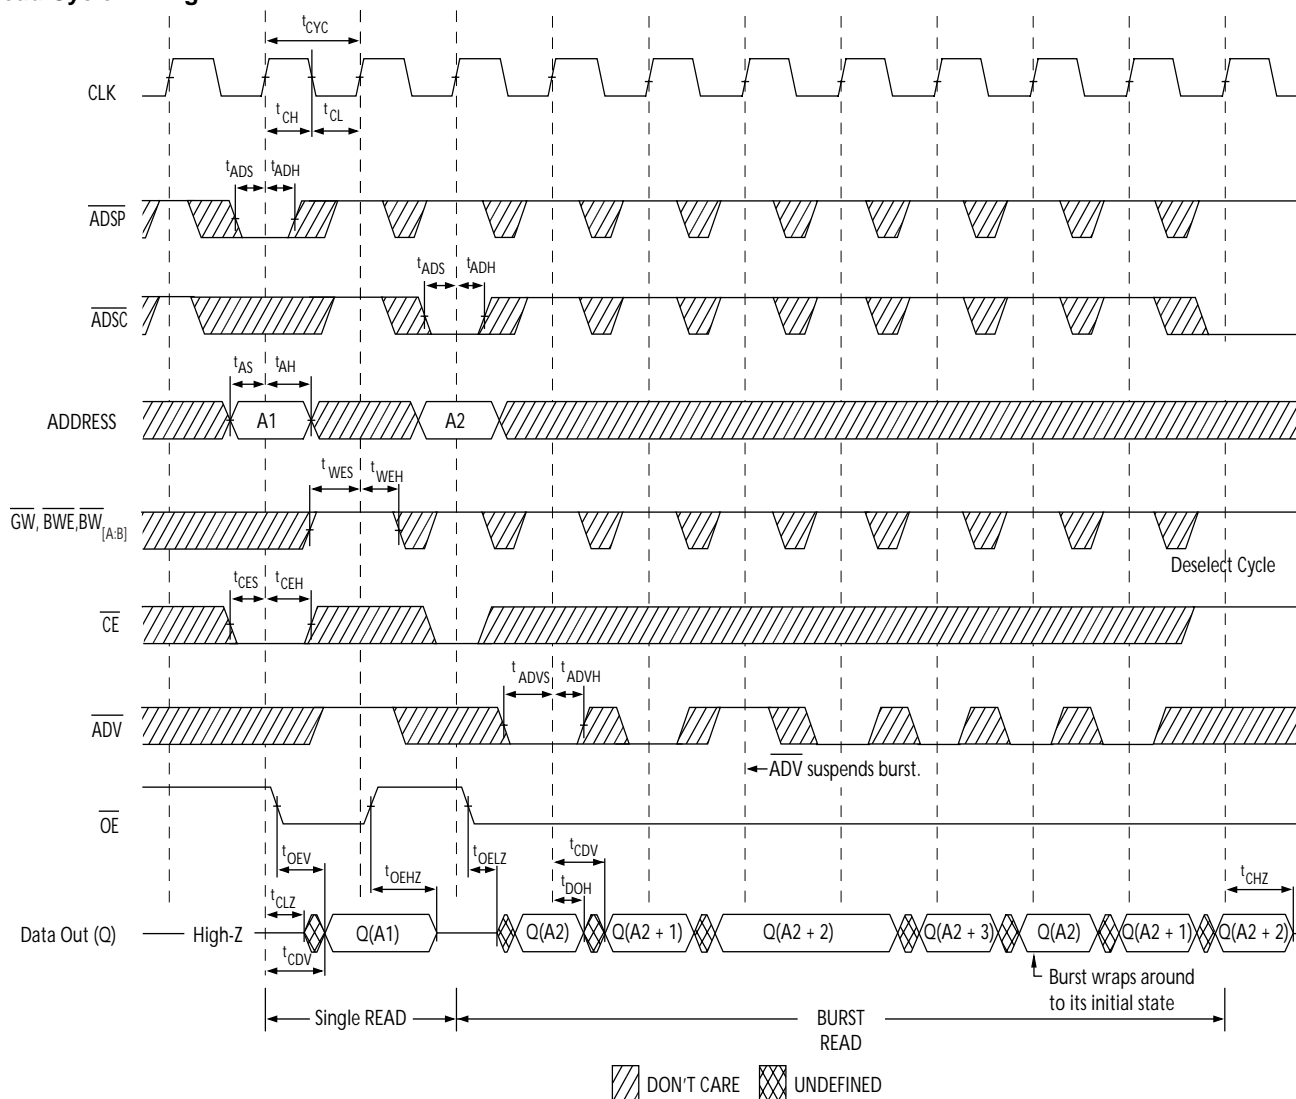 tCYC
CLK
tCH tCL
tADS tADH
ADSP
tADS tADH
ADSC
tAS tAH
ADDRESS A1 A2
tWES tWEH
GW, BWE,BW[A:B]
Deselect Cycle
tCES tCEH
CE
tADVS tADVH
ADV
ADV suspends burst.
OE
tOEV tOEHZ tOELZ tCDV
tCLZ tDOH tCHZ
Data Out (Q) High-Z Q(A1) Q(A2) Q(A2 + 1) Q(A2 + 2) Q(A2 + 3) Q(A2) Q(A2 + 1) Q(A2 + 2)
tCDV
Burst wraps around
to its initial state
Single READ BURST
READ
DON'T CARE UNDEFINED